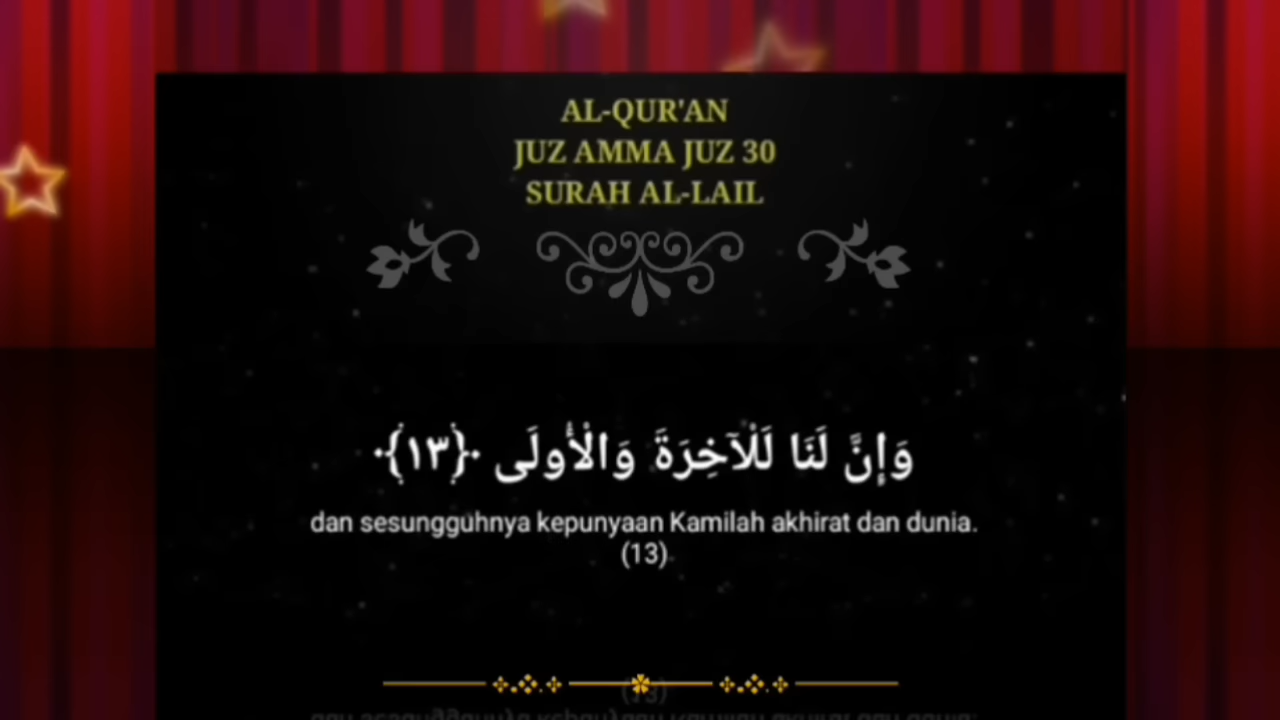 AL-QUR'AN
JUZ AMMA JUZ 30
SURAH AL-LAIL
وَإِنَّ لَنَا لَلْآخِرَةَ وَالْأُولَى ﴿١٣﴾
dan sesungguhnya kepunyaan Kamilah akhirat dan dunia.
(13)